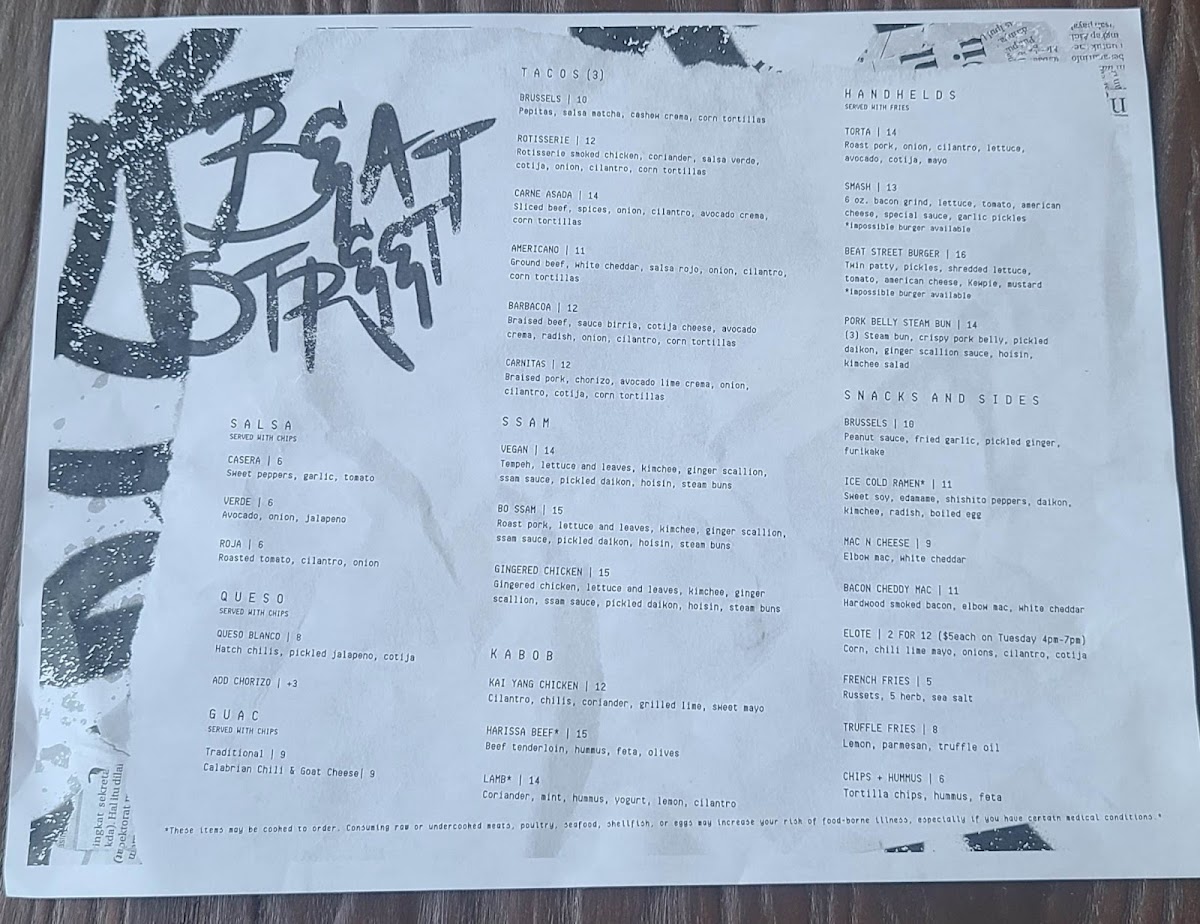 BEAT
STREET
SALSA
SERVED WITH CHIPS
CASERA | 6
Sweet peppers, garlic, tomato
VERDE | 6
Avocado, onion, jalapeno
ROJA | 6
Roasted tomato, cilantro, onion
QUESO
SERVED WITH CHIPS
QUESO BLANCO | 8
Hatch chilis, pickled jalapeno, cotija
ADD CHORIZO | +3
GUAC
SERVED WITH CHIPS
Traditional | 9
Calabrian Chili & Goat Cheese| 9
TACOS (3)
BRUSSELS | 10
Pepitas, salsa matcha, cashew crema, corn tortillas
ROTISSERIE | 12
Rotisserie smoked chicken, coriander, salsa verde,
cotija, onion, cilantro, corn tortillas
CARNE ASADA | 14
Sliced beef, spices, onion, cilantro, avocado crema,
corn tortillas
AMERICANO | 11
Ground beef, white cheddar, salsa rojo, onion, cilantro,
corn tortillas
BARBACOA | 12
Braised beef, sauce birria, cotija cheese, avocado
crema, radish, onion, cilantro, corn tortillas
CARNITAS | 12
Braised pork, chorizo, avocado lime crema, onion,
cilantro, cotija, corn tortillas
SSAM
VEGAN | 14
Tempeh, lettuce and leaves, kimchee, ginger scallion,
ssam sauce, pickled daikon, hoisin, steam buns
BO SSAM | 15
Roast pork, lettuce and leaves, kimchee, ginger scallion,
ssam sauce, pickled daikon, hoisin, steam buns
GINGERED CHICKEN | 15
Gingered chicken, lettuce and leaves, kimchee, ginger
scallion, ssam sauce, pickled daikon, hoisin, steam buns
KABOB
KAI YANG CHICKEN | 12
Cilantro, chilis, coriander, grilled lime, sweet mayo
HARISSA BEEF* | 15
Beef tenderloin, hummus, feta, olives
LAMB* | 14
Coriander, mint, hummus, yogurt, lemon, cilantro
HANDHELDS
SERVED WITH FRIES
TORTA | 14
Roast pork, onion, cilantro, lettuce,
avocado, cotija, mayo
SMASH | 13
6 oz. bacon grind, lettuce, tomato, american
cheese, special sauce, garlic pickles
*impossible burger available
BEAT STREET BURGER | 16
Twin patty, pickles, shredded lettuce,
tomato, american cheese, Kewpie, mustard
*impossible burger available
PORK BELLY STEAM BUN | 14
(3) Steam bun, crispy pork belly, pickled
daikon, ginger scallion sauce, hoisin,
kimchee salad
SNACKS AND SIDES
BRUSSELS | 10
Peanut sauce, fried garlic, pickled ginger,
furikake
ICE COLD RAMEN* | 11
Sweet soy, edamame, shishito peppers, daikon,
kimchee, radish, boiled egg
MAC N CHEESE | 9
Elbow mac, white cheddar
BACON CHEDDY MAC | 11
Hardwood smoked bacon, elbow mac, white cheddar
ELOTE | 2 FOR 12 ($5each on Tuesday 4pm-7pm)
Corn, chili lime mayo, onions, cilantro, cotija
FRENCH FRIES | 5
Russets, 5 herb, sea salt
TRUFFLE FRIES | 8
Lemon, parmesan, truffle oil
CHIPS + HUMMUS | 6
Tortilla chips, hummus, feta
*These items may be cooked to order. Consuming raw or undercooked meats, poultry, seafood, shellfish, or eggs may increase your risk of food-borne illness, especially if you have certain medical conditions.*
ingkat sekreta
kda). Hal itu dilai